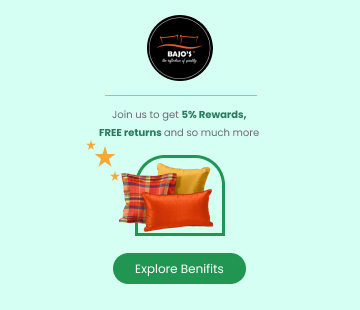 BAJO'S
the reflection of quality
Join us to get 5% Rewards,
FREE returns and so much more
Explore Benifits